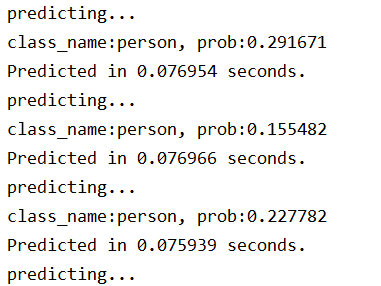 predicting...
class_name:person, prob:0.291671
Predicted in 0.076954 seconds.
predicting...
class_name:person, prob:0.155482
Predicted in 0.076966 seconds.
predicting...
class_name:person, prob:0.227782
Predicted in 0.075939 seconds.
predicting...